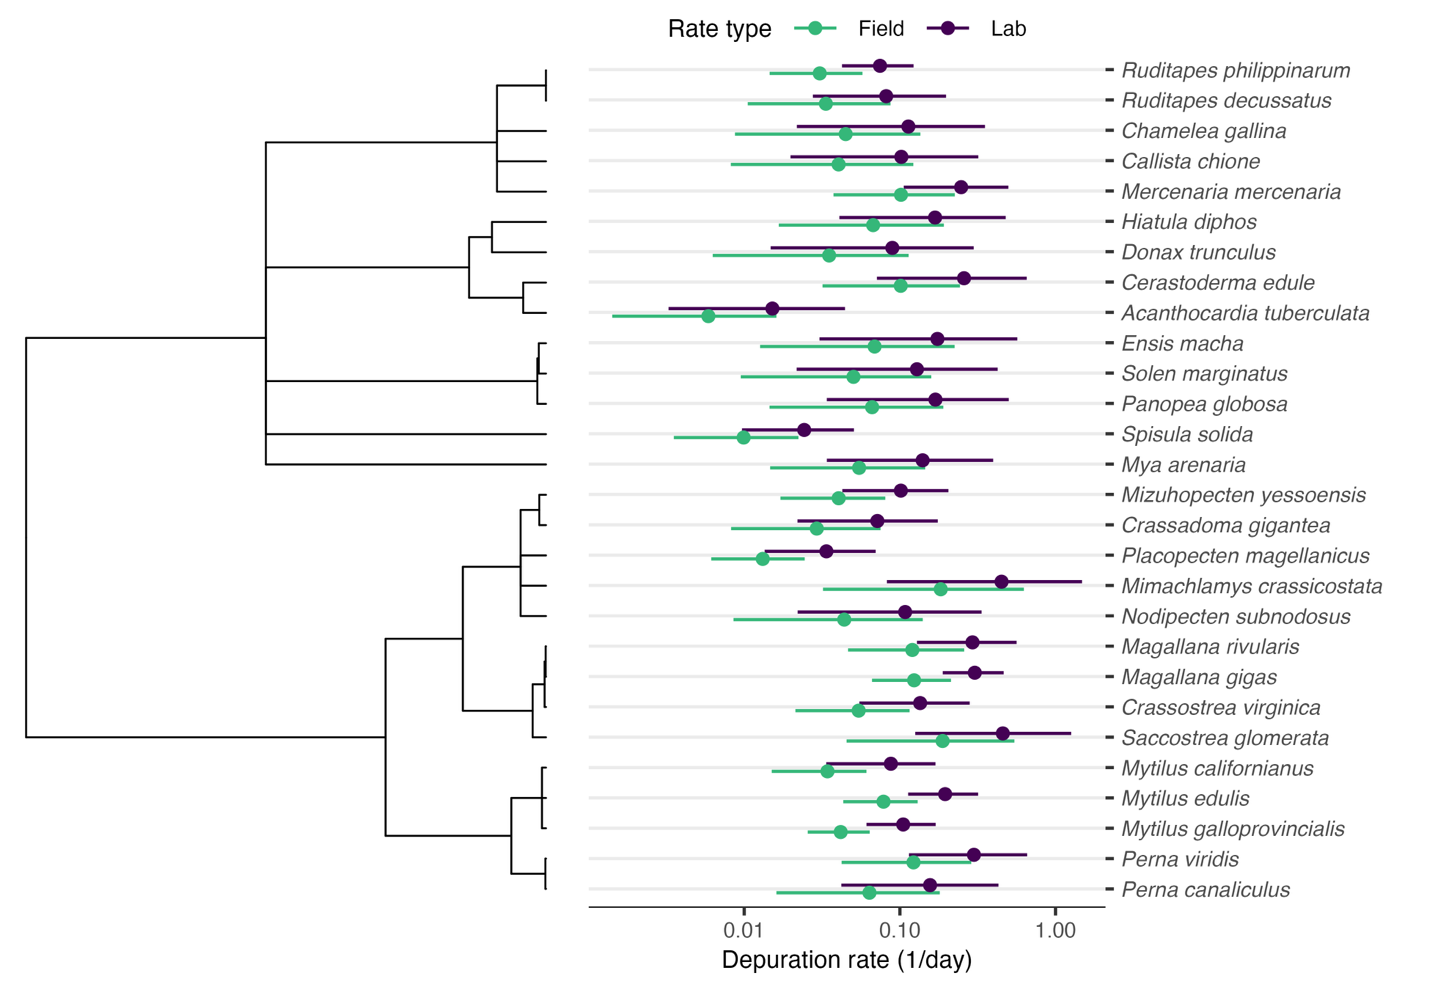 Rate type Field Lab
Ruditapes philippinarum
Ruditapes decussatus
Chamelea gallina
Callista chione
Mercenaria mercenaria
Hiatula diphos
Donax trunculus
Cerastoderma edule
Acanthocardia tuberculata
Ensis macha
Solen marginatus
Panopea globosa
Spisula solida
Mya arenaria
Mizuhopecten yessoensis
Crassadoma gigantea
Placopecten magellanicus
Mimachlamys crassicostata
Nodipecten subnodosus
Magallana rivularis
Magallana gigas
Crassostrea virginica
Saccostrea glomerata
Mytilus californianus
Mytilus edulis
Mytilus galloprovincialis
Perna viridis
Perna canaliculus
0.01 0.10 1.00
Depuration rate (1/day)